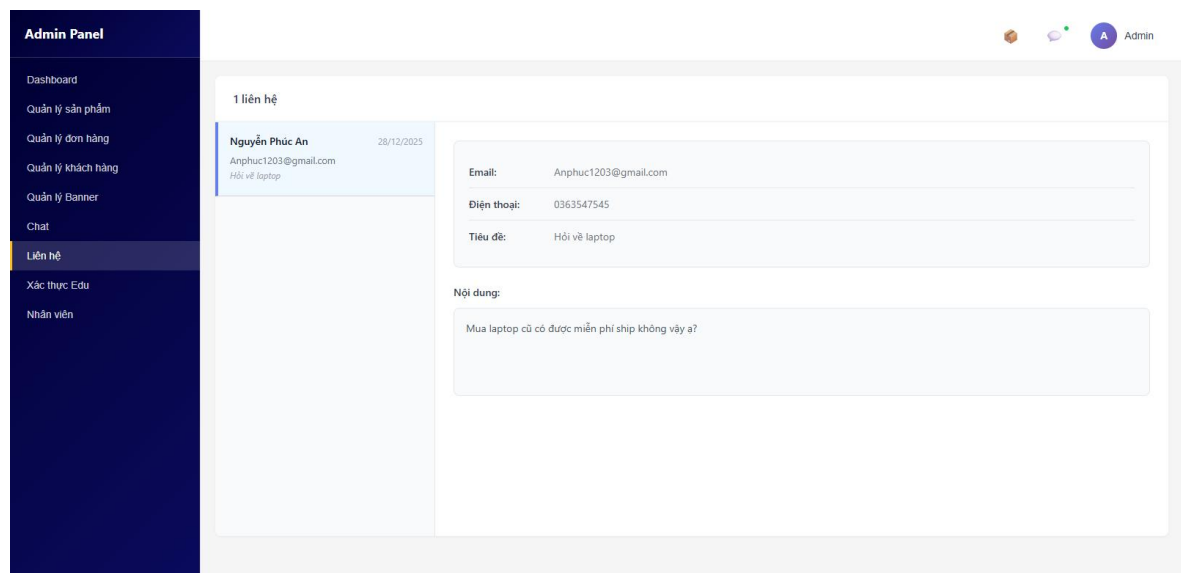 Admin Panel
A Admin
Dashboard
Quản lý sản phẩm
Quản lý đơn hàng
Quản lý khách hàng
Quản lý Banner
Chat
Liên hệ
Xác thực Edu
Nhân viên
1 liên hệ
Nguyễn Phúc An 28/12/2025
Anphuc1203@gmail.com
Hỏi về laptop
Email: Anphuc1203@gmail.com
Điện thoại: 0363547545
Tiêu đề: Hỏi về laptop
Nội dung:
Mua laptop cũ có được miễn phí ship không vậy ạ?